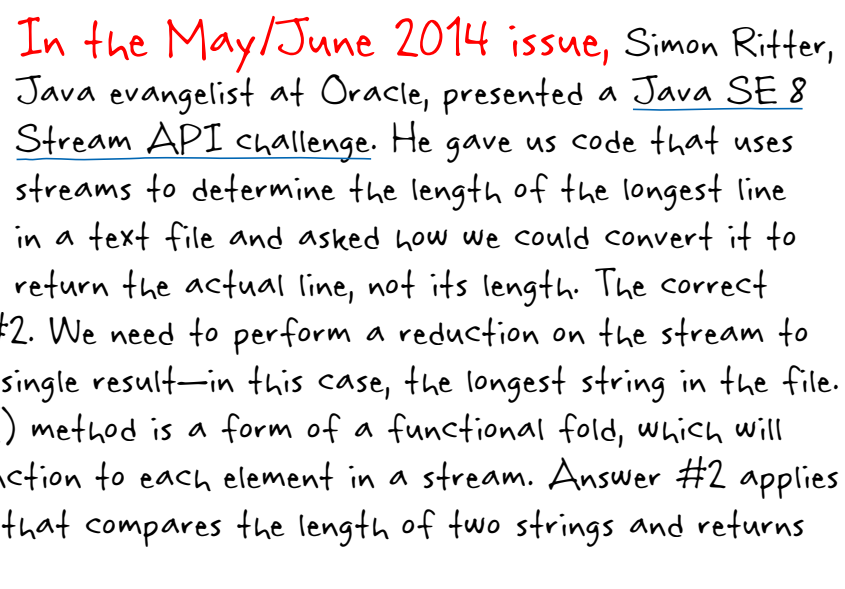 In the May/June 2014 issue, Simon Ritter,
Java evangelist at Oracle, presented a Java SE 8
Stream API challenge. He gave us code that uses
streams to determine the length of the longest line
in a text file and asked how we could convert it to
return the actual line, not its length. The correct
#2. We need to perform a reduction on the stream to
single result—in this case, the longest string in the file.
) method is a form of a functional fold, which will
to each element in a stream. Answer #2 applies
that compares the length of two strings and returns